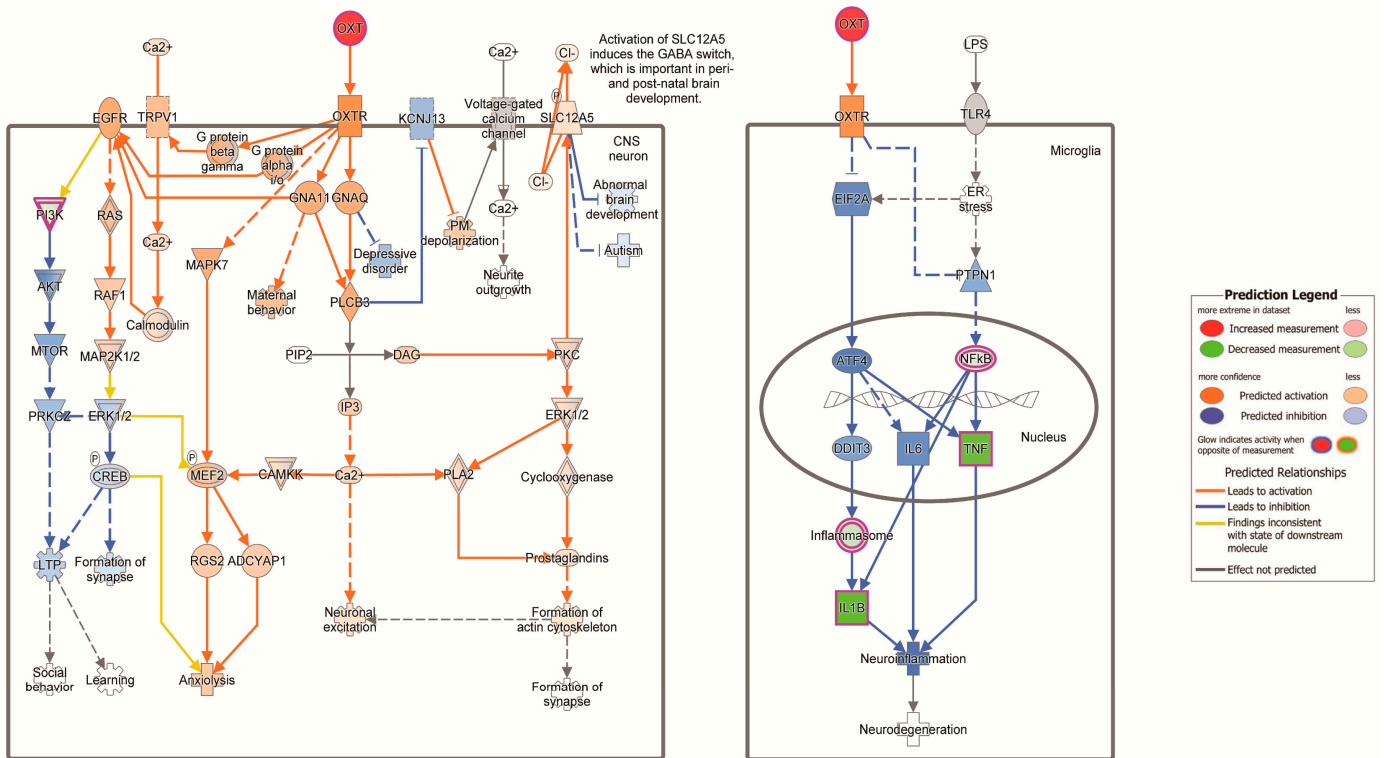 OXT
Ca2+
Ca2+
Cl-
Activation of SLC12A5
induces the GABA switch,
which is important in peri-
and post-natal brain
development.
P
EGFR
TRPV1
OXTR
KCNJ13
Voltage-gated
calcium
channel
SLC12A5
G protein
beta
gamma
G protein
alpha
i/o
CNS
neuron
Cl-
Abnormal
brain
development
PI3K
RAS
GNA11
GNAQ
Ca2+
PM
depolarization
Ca2+
Autism
MAPK7
Depressive
disorder
Neurite
outgrowth
AKT
RAF1
Maternal
behavior
PLCB3
Calmodulin
MTOR
MAP2K1/2
PIP2
DAG
PKC
PRKCZ
ERK1/2
IP3
ERK1/2
P
P
CREB
MEF2
CAMKK
Ca2+
PLA2
Cyclooxygenase
LTP
Formation of
synapse
RGS2
ADCYAP1
Prostaglandins
Neuronal
excitation
Formation of
actin cytoskeleton
Social
behavior
Learning
Anxiolysis
Formation of
synapse
OXT
LPS
OXTR
TLR4
Microglia
EIF2A
ER
stress
PTPN1
ATF4
NFkB
Nucleus
DDIT3
IL6
TNF
Inflammasome
IL1B
Neuroinflammation
Neurodegeneration
Prediction Legend
more extreme in dataset
less
Increased measurement
Decreased measurement
more confidence
less
Predicted activation
Predicted inhibition
Glow indicates activity when
opposite of measurement
Predicted Relationships
Leads to activation
Leads to inhibition
Findings inconsistent
with state of downstream
molecule
Effect not predicted